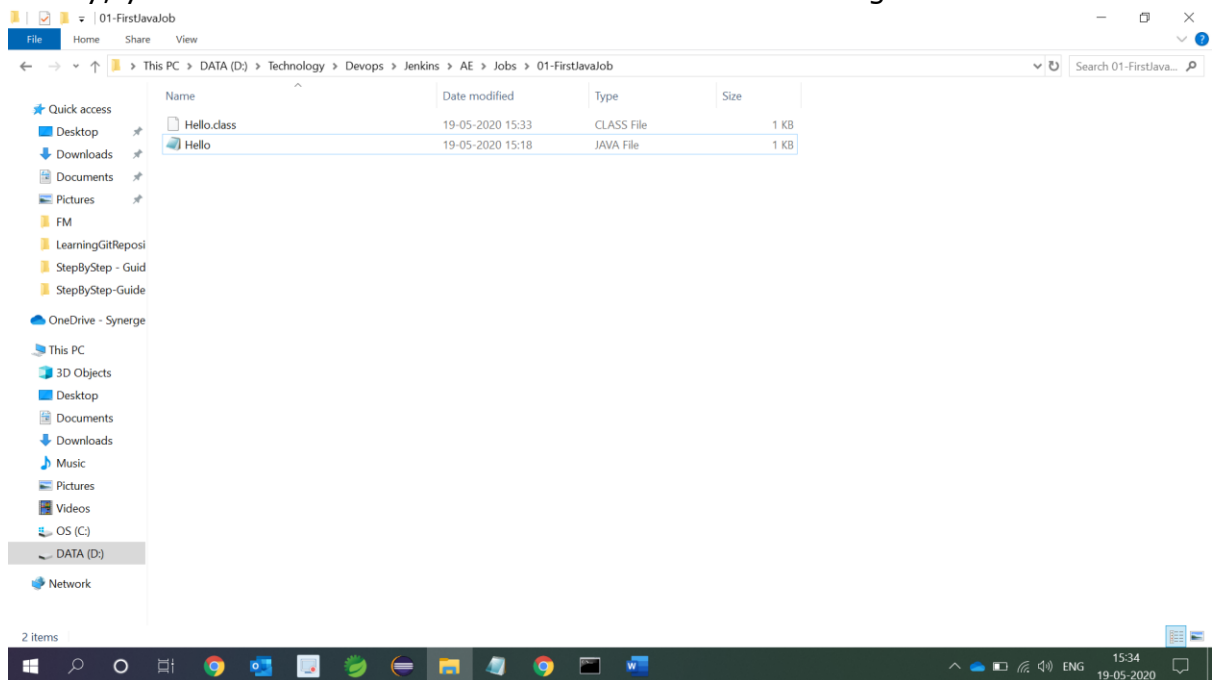 01-FirstJavaJob
File Home Share View
This PC > DATA (D:) > Technology > Devops > Jenkins > AE > Jobs > 01-FirstJavaJob
Search 01-FirstJava...
Name Date modified Type Size
Hello.class 19-05-2020 15:33 CLASS File 1 KB
Hello 19-05-2020 15:18 JAVA File 1 KB
Quick access
Desktop
Downloads
Documents
Pictures
FM
LearningGitReposi
StepByStep - Guid
StepByStep-Guide
OneDrive - Synerge
This PC
3D Objects
Desktop
Documents
Downloads
Music
Pictures
Videos
OS (C:)
DATA (D:)
Network
2 items
ENG 15:34
19-05-2020